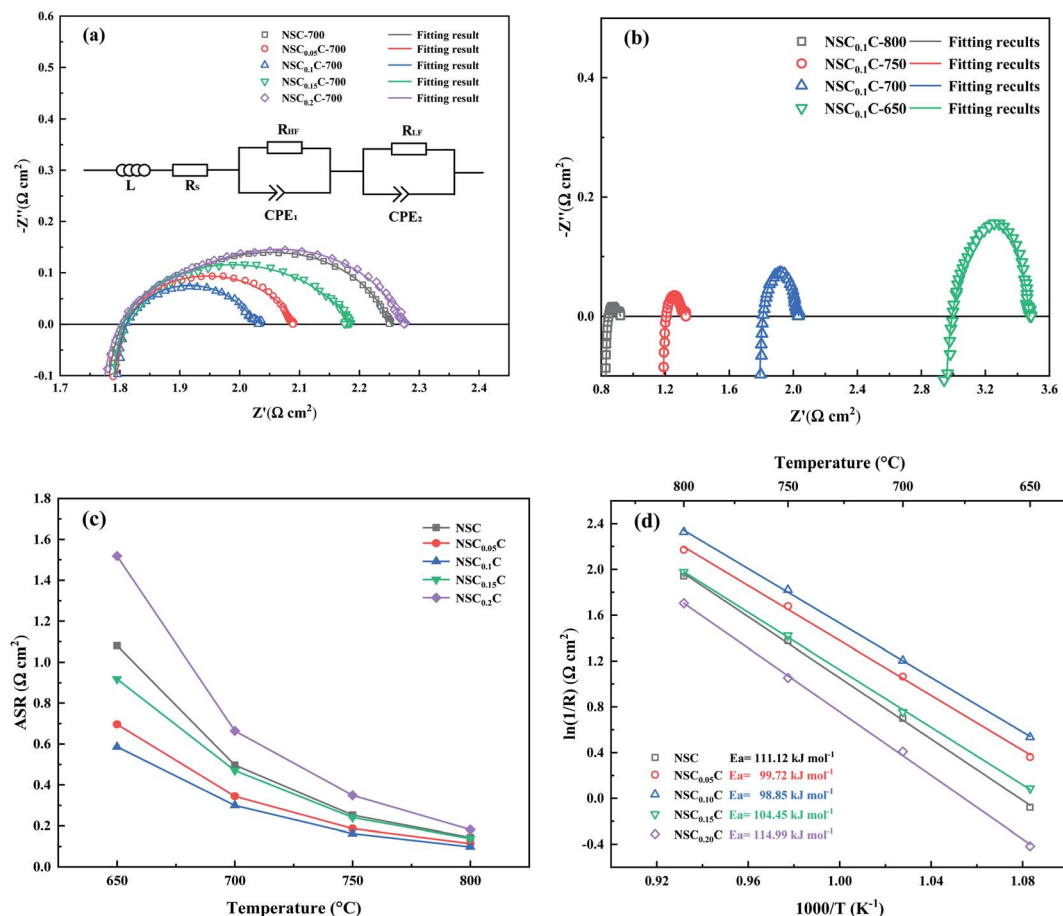 (a)
NSC-700 Fitting result
NSC0.05C-700 Fitting result
NSC0.1C-700 Fitting result
NSC0.15C-700 Fitting result
NSC0.2C-700 Fitting result
L
RS
RHF
CPE1
RLF
CPE2
-Z''(Ω cm²)
0.6
0.5
0.4
0.3
0.2
0.1
0.0
-0.1
1.7 1.8 1.9 2.0 2.1 2.2 2.3 2.4
Z'(Ω cm²)
(b)
NSC0.1C-800 Fitting recults
NSC0.1C-750 Fitting recults
NSC0.1C-700 Fitting recults
NSC0.1C-650 Fitting recults
-Z''(Ω cm²)
0.4
0.2
0.0
0.8 1.2 1.6 2.0 2.4 2.8 3.2 3.6
Z'(Ω cm²)
(c)
NSC
NSC0.05C
NSC0.1C
NSC0.15C
NSC0.2C
ASR (Ω cm²)
1.8
1.6
1.4
1.2
1.0
0.8
0.6
0.4
0.2
0.0
650 700 750 800
Temperature (°C)
Temperature (°C)
800 750 700 650
(d)
ln(1/R) (Ω cm²)
2.4
2.0
1.6
1.2
0.8
0.4
0.0
-0.4
NSC Ea= 111.12 kJ mol⁻¹
NSC0.05C Ea= 99.72 kJ mol⁻¹
NSC0.10C Ea= 98.85 kJ mol⁻¹
NSC0.15C Ea= 104.45 kJ mol⁻¹
NSC0.20C Ea= 114.99 kJ mol⁻¹
0.92 0.96 1.00 1.04 1.08
1000/T (K⁻¹)